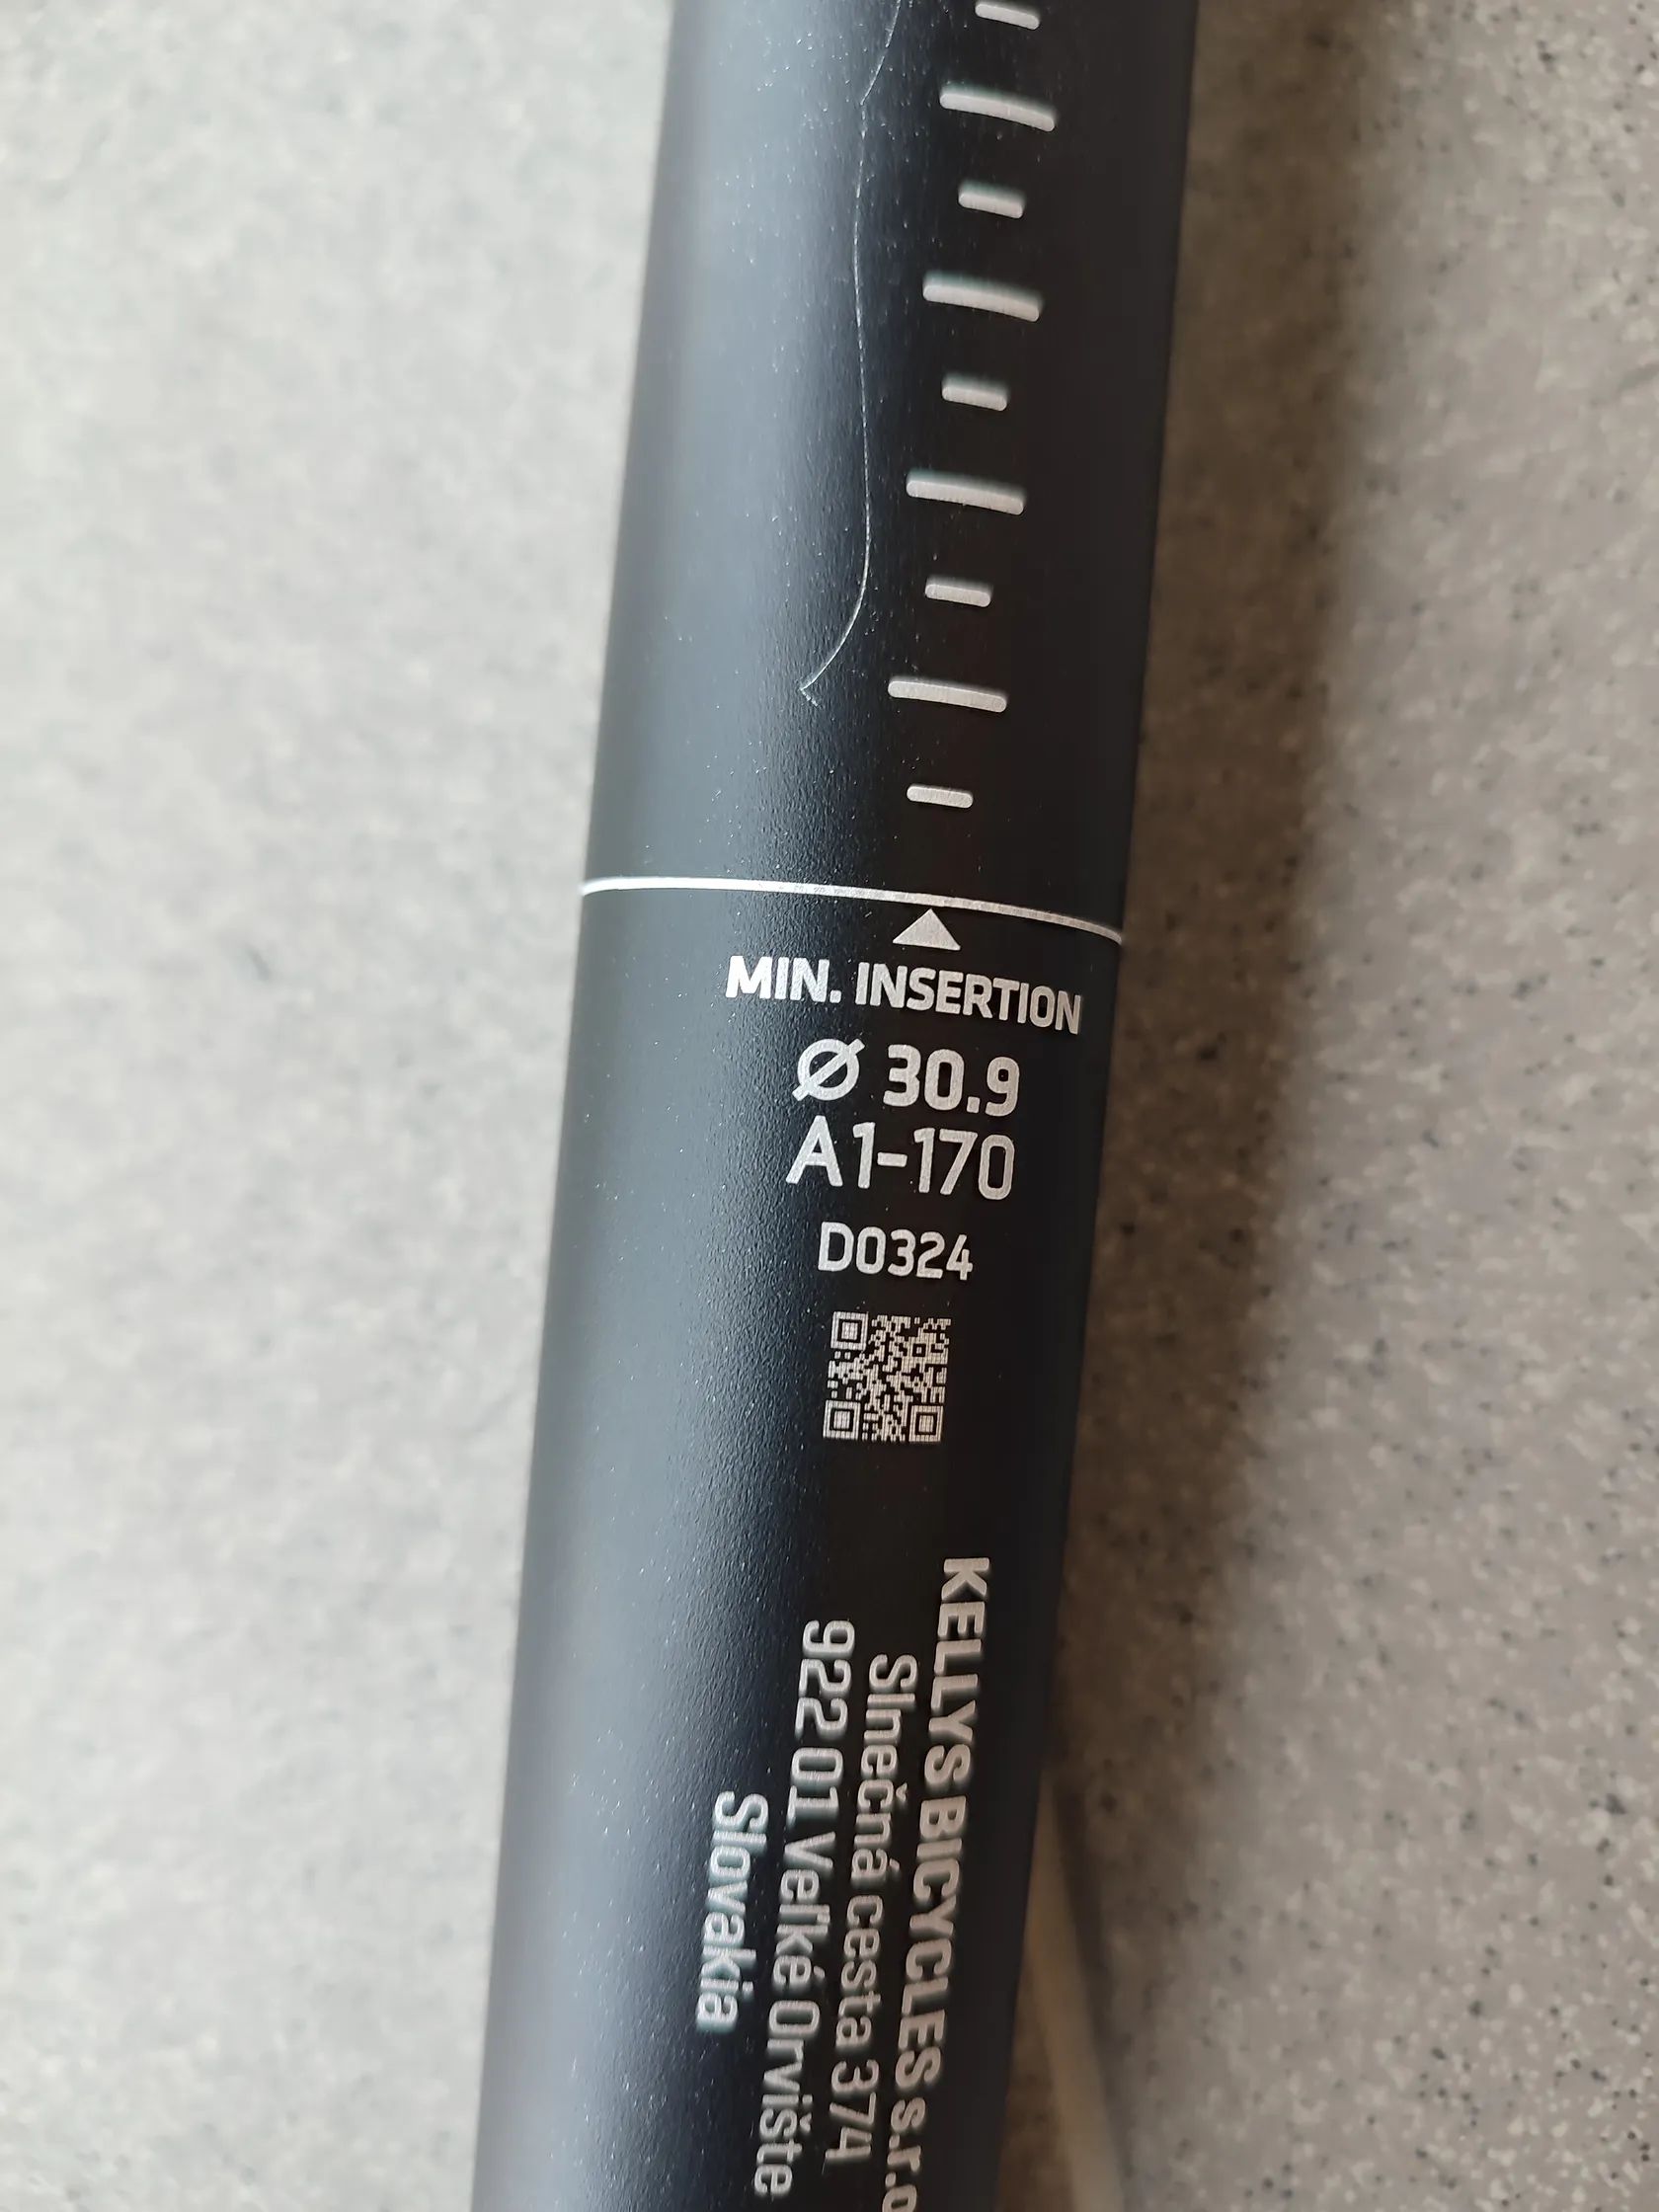 MIN. INSERTION
Ø 30.9
A1-170
D0324
KELLYS BICYCLES s.r.o
Slnečná cesta 374
922 01 Veľké Orvište
Slovakia